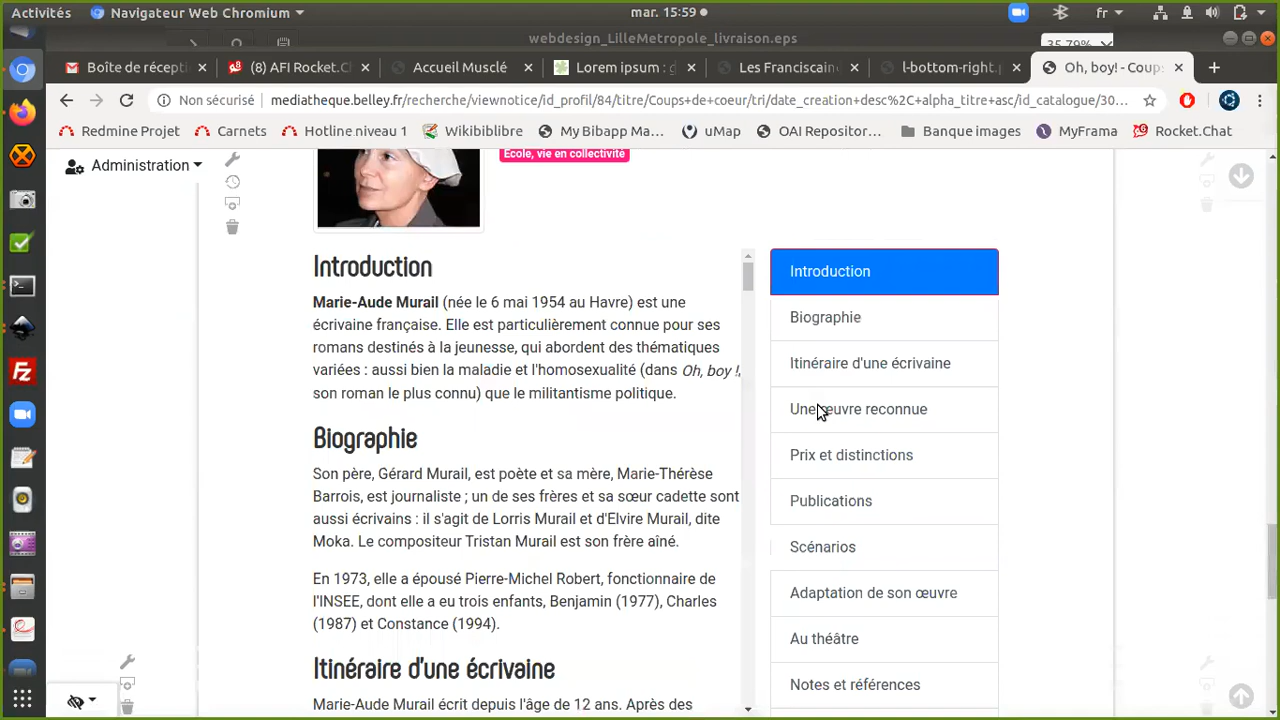 Activités
Navigateur Web Chromium
mar. 15:59
fr
webdesign_LilleMetropole_livraison.eps
35,79%
Boîte de récepti
(8) AFI Rocket.C
Accueil Musclé
Lorem ipsum : g
Les Franciscain
l-bottom-right.p
Oh, boy! - Coup
Non sécurisé
mediatheque.belley.fr/recherche/viewnotice/id_profil/84/titre/Coups+de+coeur/tri/date_creation+desc%2C+alpha_titre+asc/id_catalogue/30...
Redmine Projet
Carnets
Hotline niveau 1
Wikibiblibre
My Bibapp Ma...
uMap
OAI Repositor...
Banque images
MyFrama
Rocket.Chat
Administration
Ecole, vie en collectivité
Introduction
Marie-Aude Murail (née le 6 mai 1954 au Havre) est une
écrivaine française. Elle est particulièrement connue pour ses
romans destinés à la jeunesse, qui abordent des thématiques
variées : aussi bien la maladie et l'homosexualité (dans Oh, boy !,
son roman le plus connu) que le militantisme politique.
Biographie
Son père, Gérard Murail, est poète et sa mère, Marie-Thérèse
Barrois, est journaliste ; un de ses frères et sa sœur cadette sont
aussi écrivains : il s'agit de Lorris Murail et d'Elvire Murail, dite
Moka. Le compositeur Tristan Murail est son frère aîné.
En 1973, elle a épousé Pierre-Michel Robert, fonctionnaire de
l'INSEE, dont elle a eu trois enfants, Benjamin (1977), Charles
(1987) et Constance (1994).
Itinéraire d'une écrivaine
Marie-Aude Murail écrit depuis l'âge de 12 ans. Après des
Introduction
Biographie
Itinéraire d'une écrivaine
Une œuvre reconnue
Prix et distinctions
Publications
Scénarios
Adaptation de son œuvre
Au théâtre
Notes et références